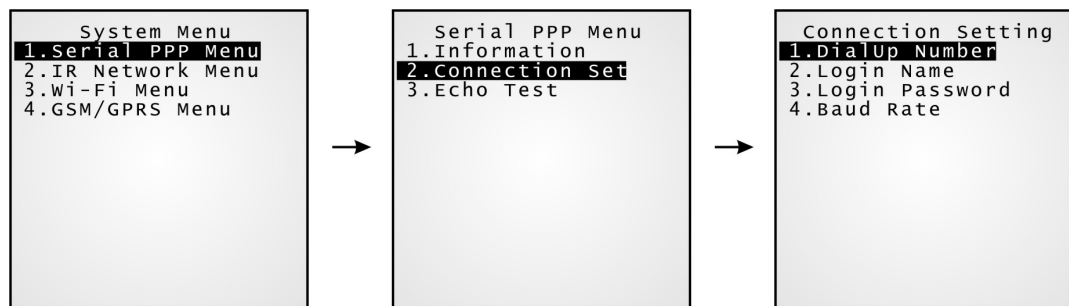 System Menu
1.Serial PPP Menu
2.IR Network Menu
3.Wi-Fi Menu
4.GSM/GPRS Menu
Serial PPP Menu
1.Information
2.Connection Set
3.Echo Test
Connection Setting
1.DialUp Number
2.Login Name
3.Login Password
4.Baud Rate